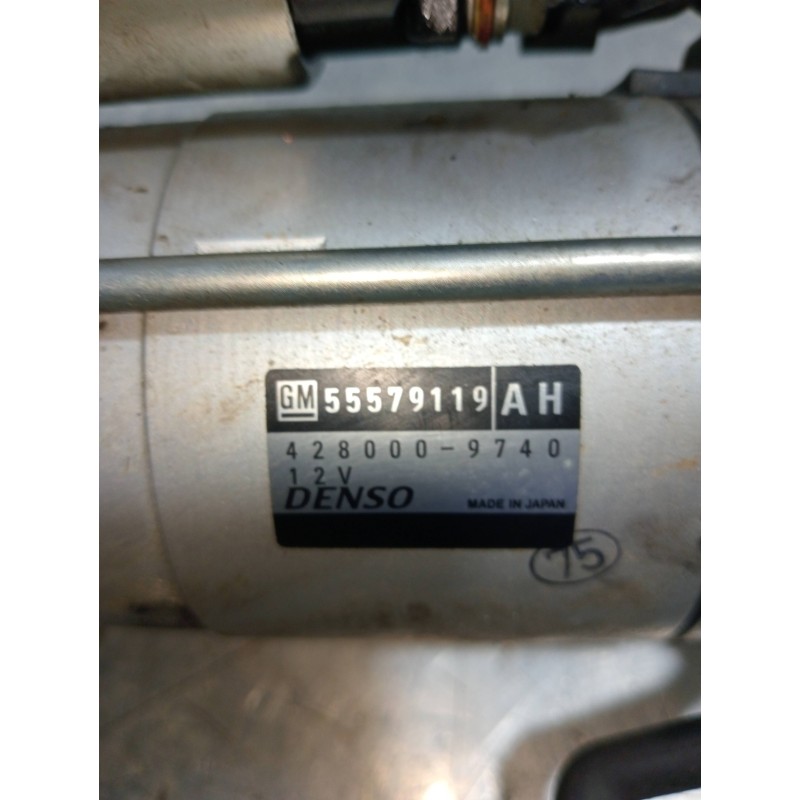 GM 55579119 AH
428000-9740
12V
DENSO MADE IN JAPAN
75